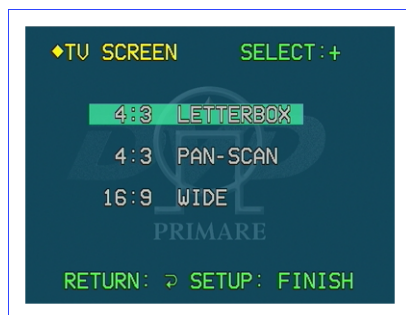 ◆TV SCREEN SELECT:+
4:3 LETTERBOX
4:3 PAN-SCAN
16:9 WIDE
PRIMARE
RETURN: ⊋ SETUP: FINISH